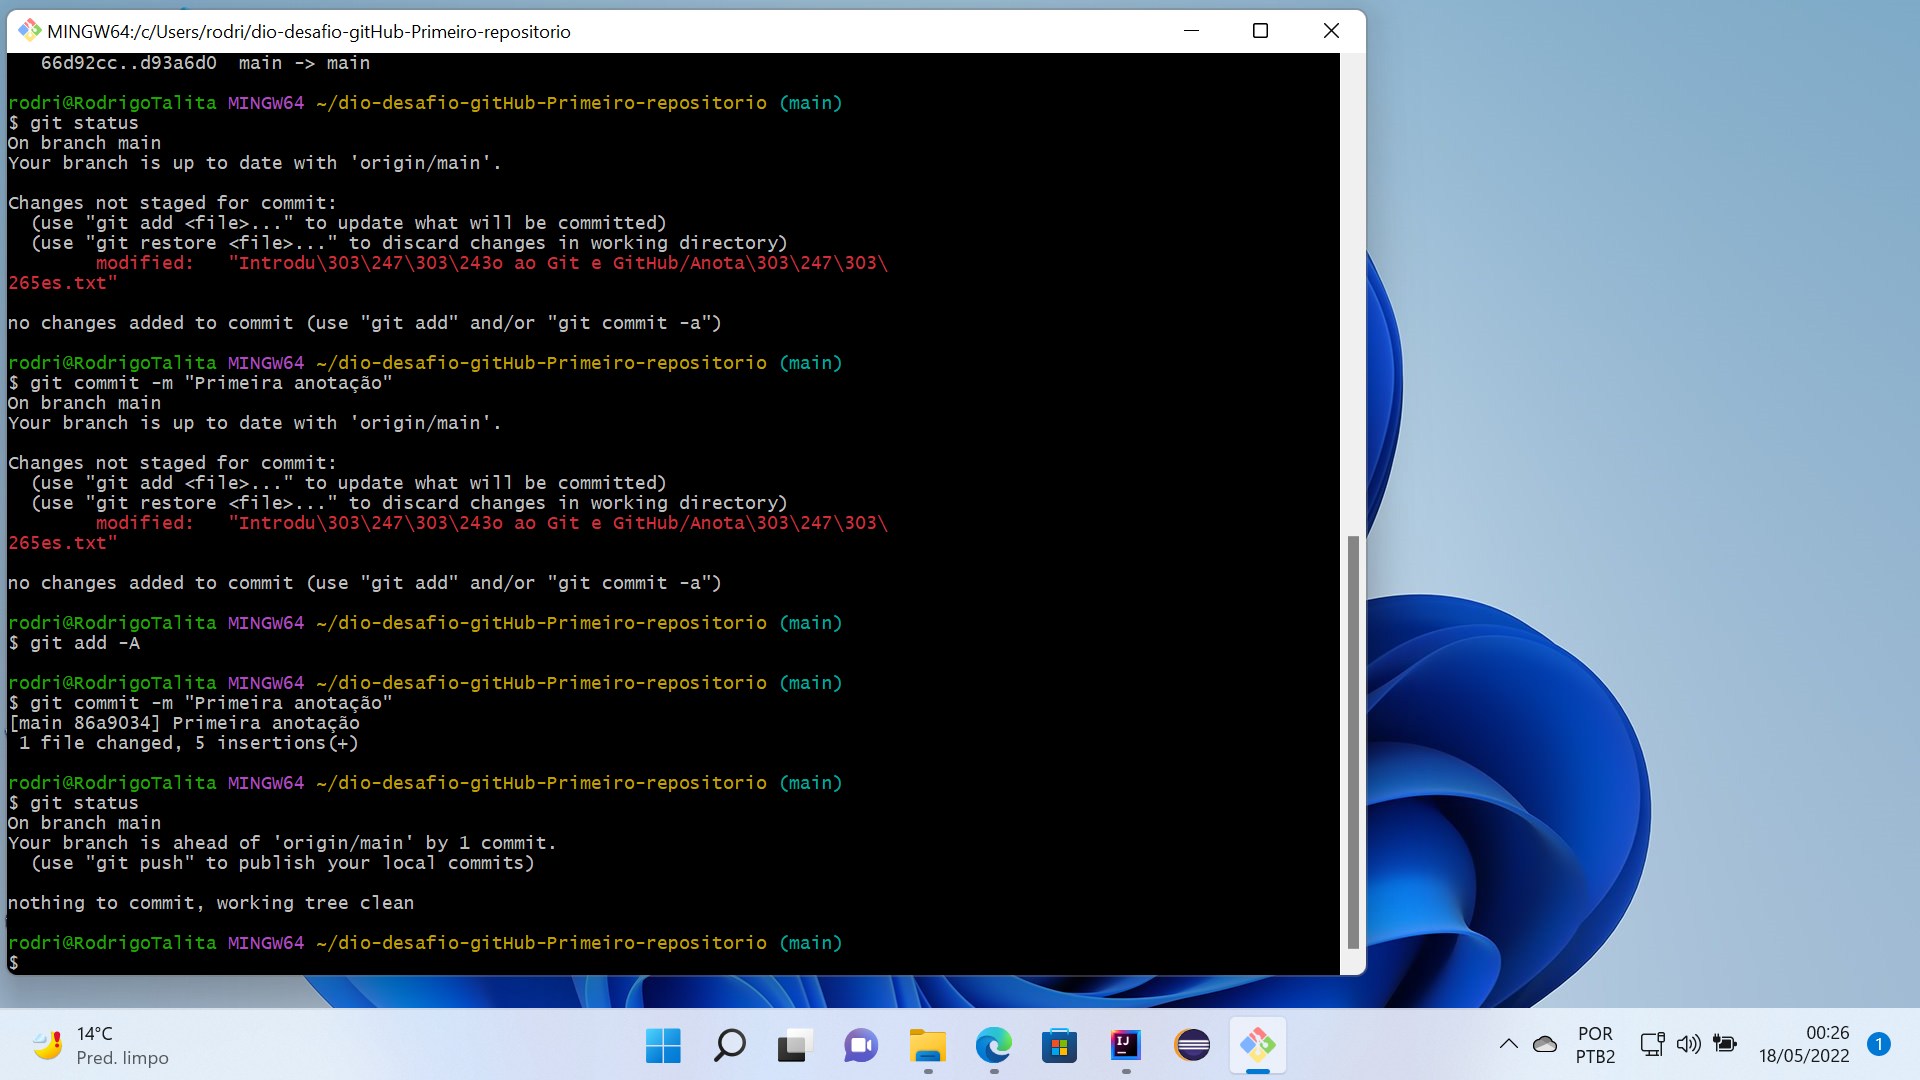 MINGW64:/c/Users/rodri/dio-desafio-gitHub-Primeiro-repositorio
66d92cc..d93a6d0  main -> main
rodri@RodrigoTalita MINGW64 ~/dio-desafio-gitHub-Primeiro-repositorio (main)
$ git status
On branch main
Your branch is up to date with 'origin/main'.
Changes not staged for commit:
(use "git add <file>..." to update what will be committed)
(use "git restore <file>..." to discard changes in working directory)
modified:   "Introdu\303\247\303\243o ao Git e GitHub/Anota\303\247\303\
265es.txt"
no changes added to commit (use "git add" and/or "git commit -a")
rodri@RodrigoTalita MINGW64 ~/dio-desafio-gitHub-Primeiro-repositorio (main)
$ git commit -m "Primeira anotação"
On branch main
Your branch is up to date with 'origin/main'.
Changes not staged for commit:
(use "git add <file>..." to update what will be committed)
(use "git restore <file>..." to discard changes in working directory)
modified:   "Introdu\303\247\303\243o ao Git e GitHub/Anota\303\247\303\
265es.txt"
no changes added to commit (use "git add" and/or "git commit -a")
rodri@RodrigoTalita MINGW64 ~/dio-desafio-gitHub-Primeiro-repositorio (main)
$ git add -A
rodri@RodrigoTalita MINGW64 ~/dio-desafio-gitHub-Primeiro-repositorio (main)
$ git commit -m "Primeira anotação"
[main 86a9034] Primeira anotação
1 file changed, 5 insertions(+)
rodri@RodrigoTalita MINGW64 ~/dio-desafio-gitHub-Primeiro-repositorio (main)
$ git status
On branch main
Your branch is ahead of 'origin/main' by 1 commit.
(use "git push" to publish your local commits)
nothing to commit, working tree clean
rodri@RodrigoTalita MINGW64 ~/dio-desafio-gitHub-Primeiro-repositorio (main)
$
14°C
Pred. limpo
IJ
POR
PTB2
00:26
18/05/2022
1